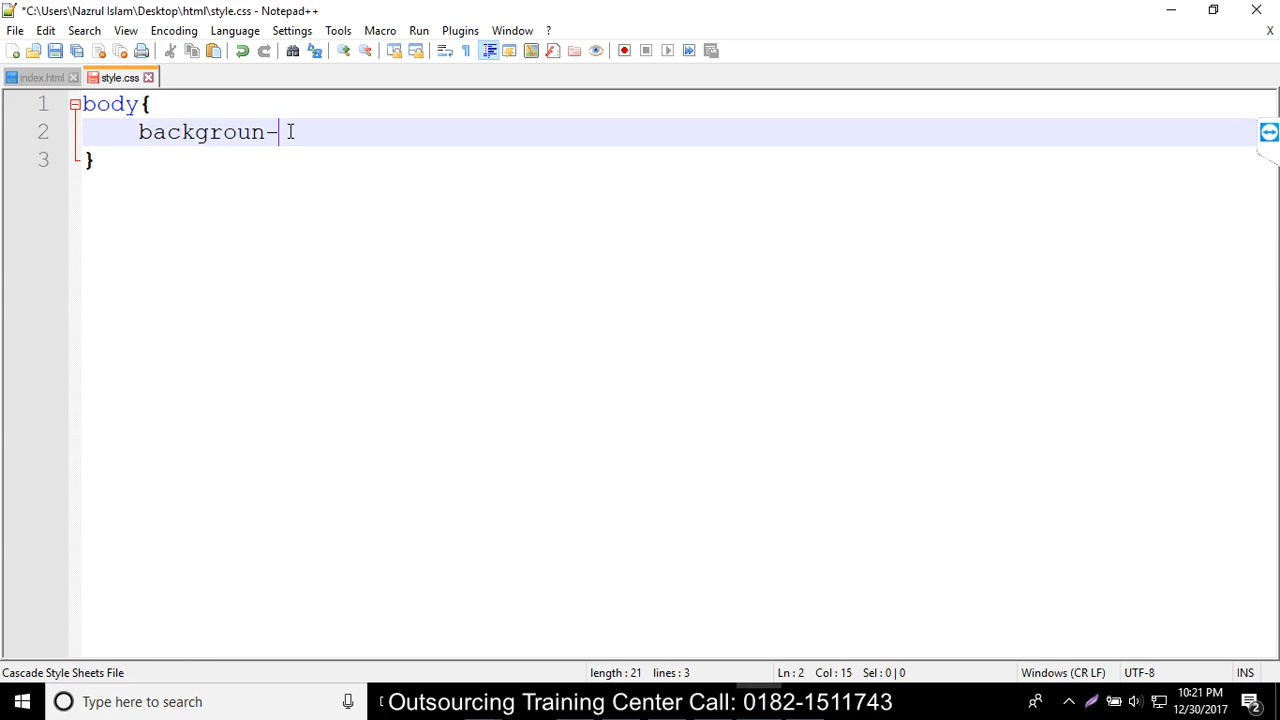 *C:\Users\Nazrul Islam\Desktop\html\style.css - Notepad++
File Edit Search View Encoding Language Settings Tools Macro Run Plugins Window ? X
index.html style.css
1 body{
2 backgroun-
3 }
Cascade Style Sheets File length : 21 lines : 3 Ln : 2 Col : 15 Sel : 0 | 0 Windows (CR LF) UTF-8 INS
Type here to search
Outsourcing Training Center Call: 0182-1511743
10:21 PM
12/30/2017
2